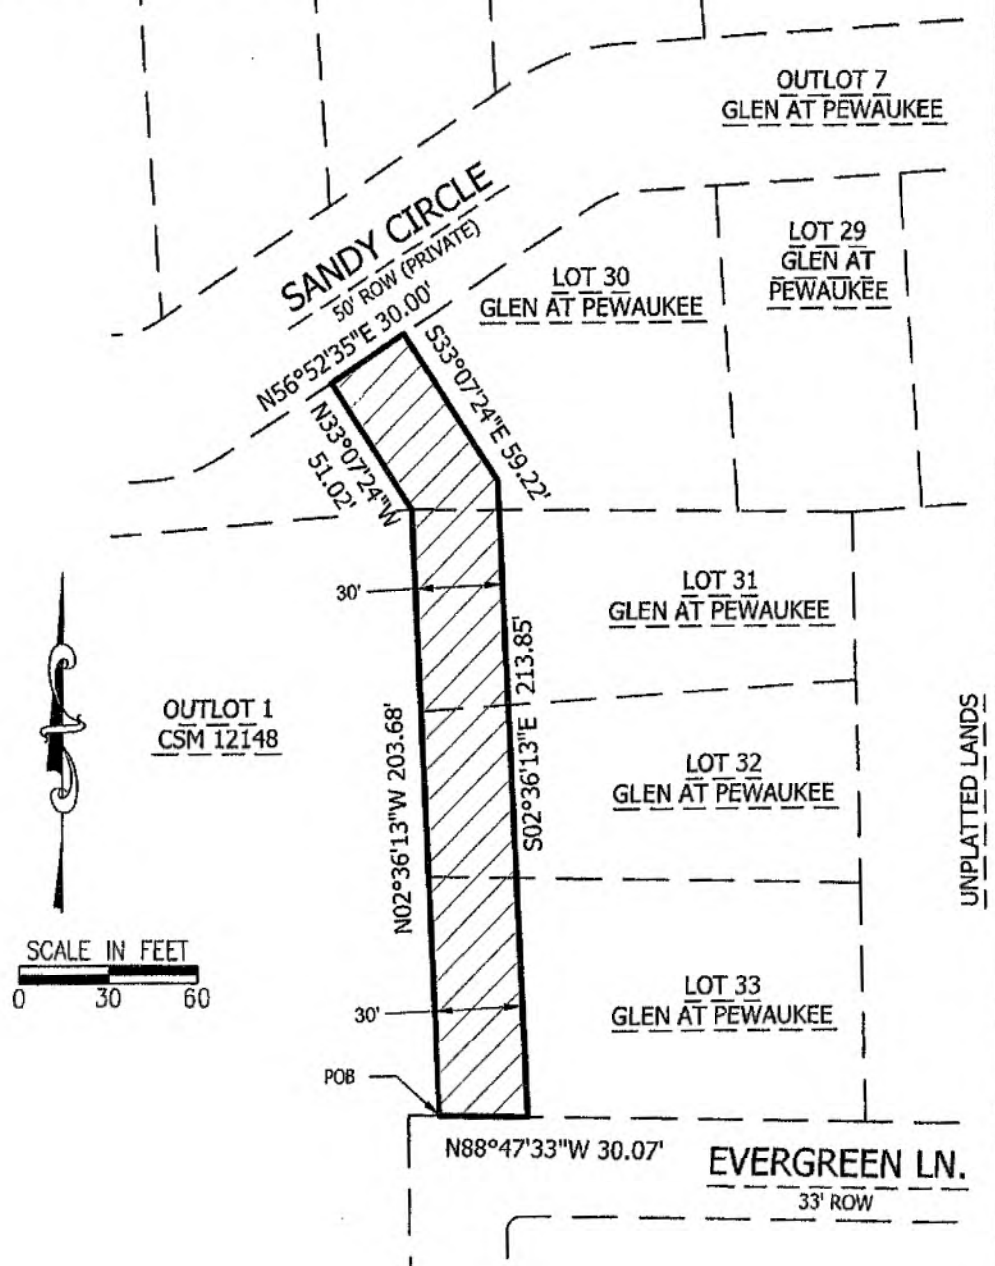 OUTLOT 7
GLEN AT PEWAUKEE
SANDY CIRCLE
50' ROW (PRIVATE)
LOT 29
GLEN AT
PEWAUKEE
LOT 30
GLEN AT PEWAUKEE
N56°52'35"E 30.00'
S33°07'24"E 59.22'
N33°07'24"W
51.02'
30'
LOT 31
GLEN AT PEWAUKEE
OUTLOT 1
CSM 12148
N02°36'13"W 203.68'
S02°36'13"E 213.85'
LOT 32
GLEN AT PEWAUKEE
UNPLATTED LANDS
SCALE IN FEET
0 30 60
30'
LOT 33
GLEN AT PEWAUKEE
POB
N88°47'33"W 30.07'
EVERGREEN LN.
33' ROW